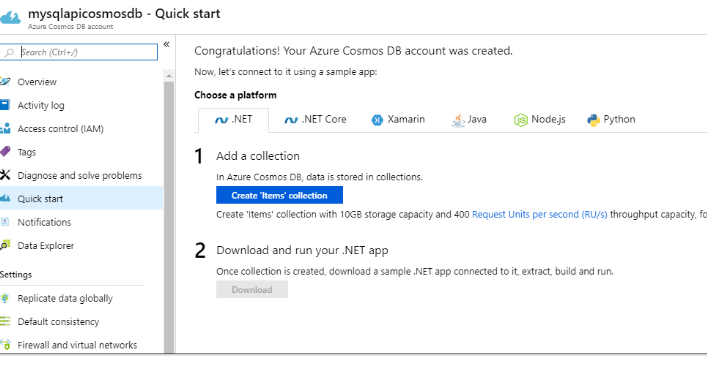 mysqlapicosmosdb - Quick start
Azure Cosmos DB account
Search (Ctrl+/)
«
Overview
Activity log
Access control (IAM)
Tags
Diagnose and solve problems
Quick start
Notifications
Data Explorer
Settings
Replicate data globally
Default consistency
Firewall and virtual networks
Congratulations! Your Azure Cosmos DB account was created.
Now, let's connect to it using a sample app:
Choose a platform
.NET
.NET Core
Xamarin
Java
Node.js
Python
1 Add a collection
In Azure Cosmos DB, data is stored in collections.
Create 'Items' collection
Create 'Items' collection with 10GB storage capacity and 400 Request Units per second (RU/s) throughput capacity, fo
2 Download and run your .NET app
Once collection is created, download a sample .NET app connected to it, extract, build and run.
Download